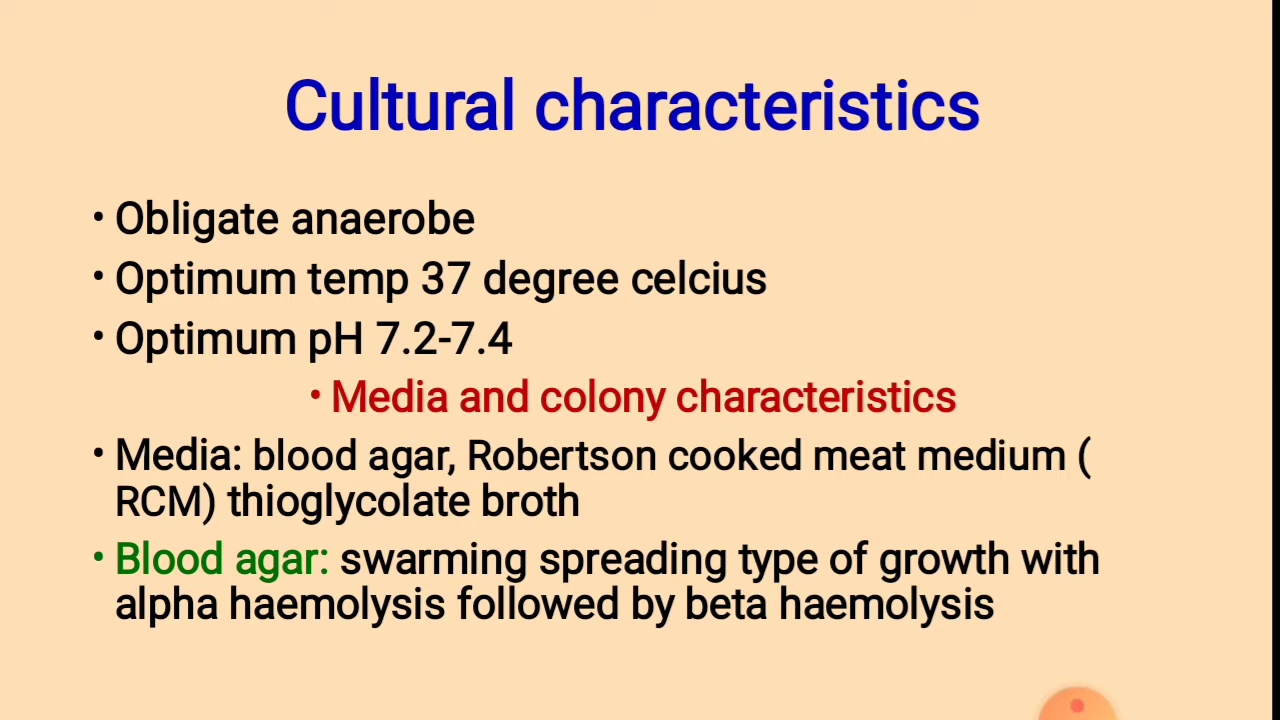 Cultural characteristics
• Obligate anaerobe
• Optimum temp 37 degree celcius
• Optimum pH 7.2-7.4
• Media and colony characteristics
• Media: blood agar, Robertson cooked meat medium (
RCM) thioglycolate broth
• Blood agar: swarming spreading type of growth with
alpha haemolysis followed by beta haemolysis